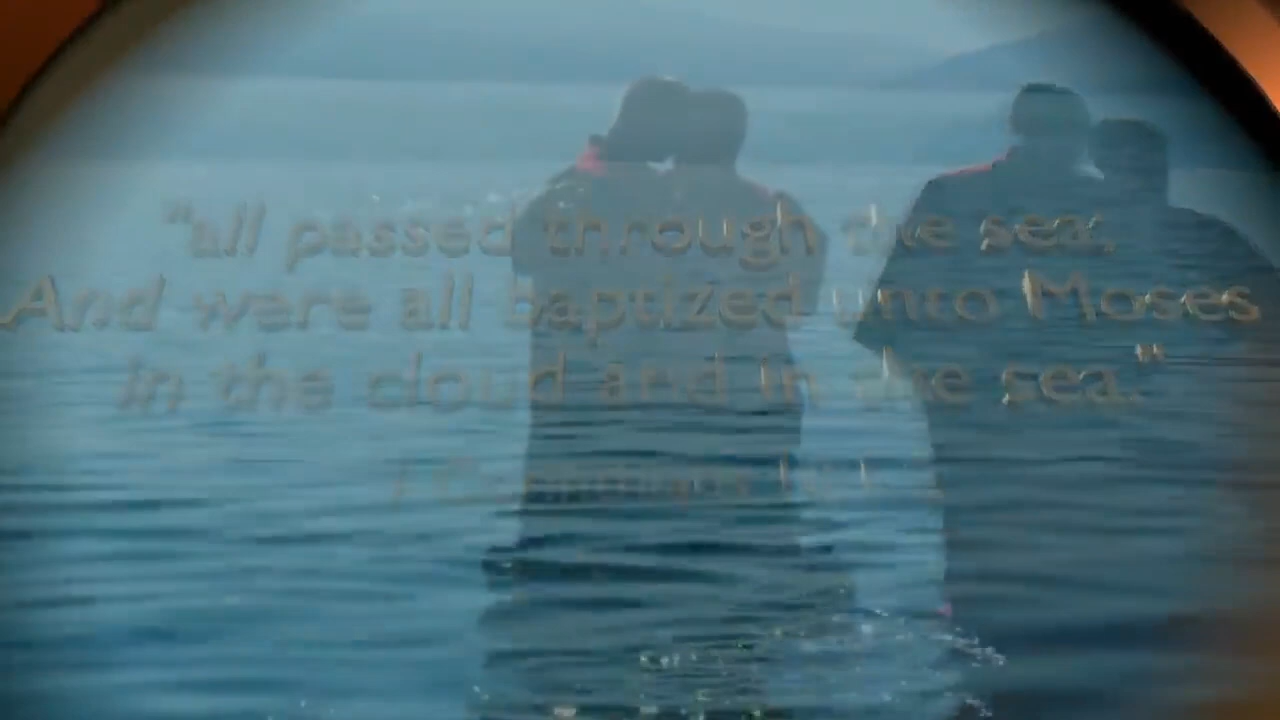 "all passed through the sea;
And were all baptized unto Moses
in the cloud and in the sea."